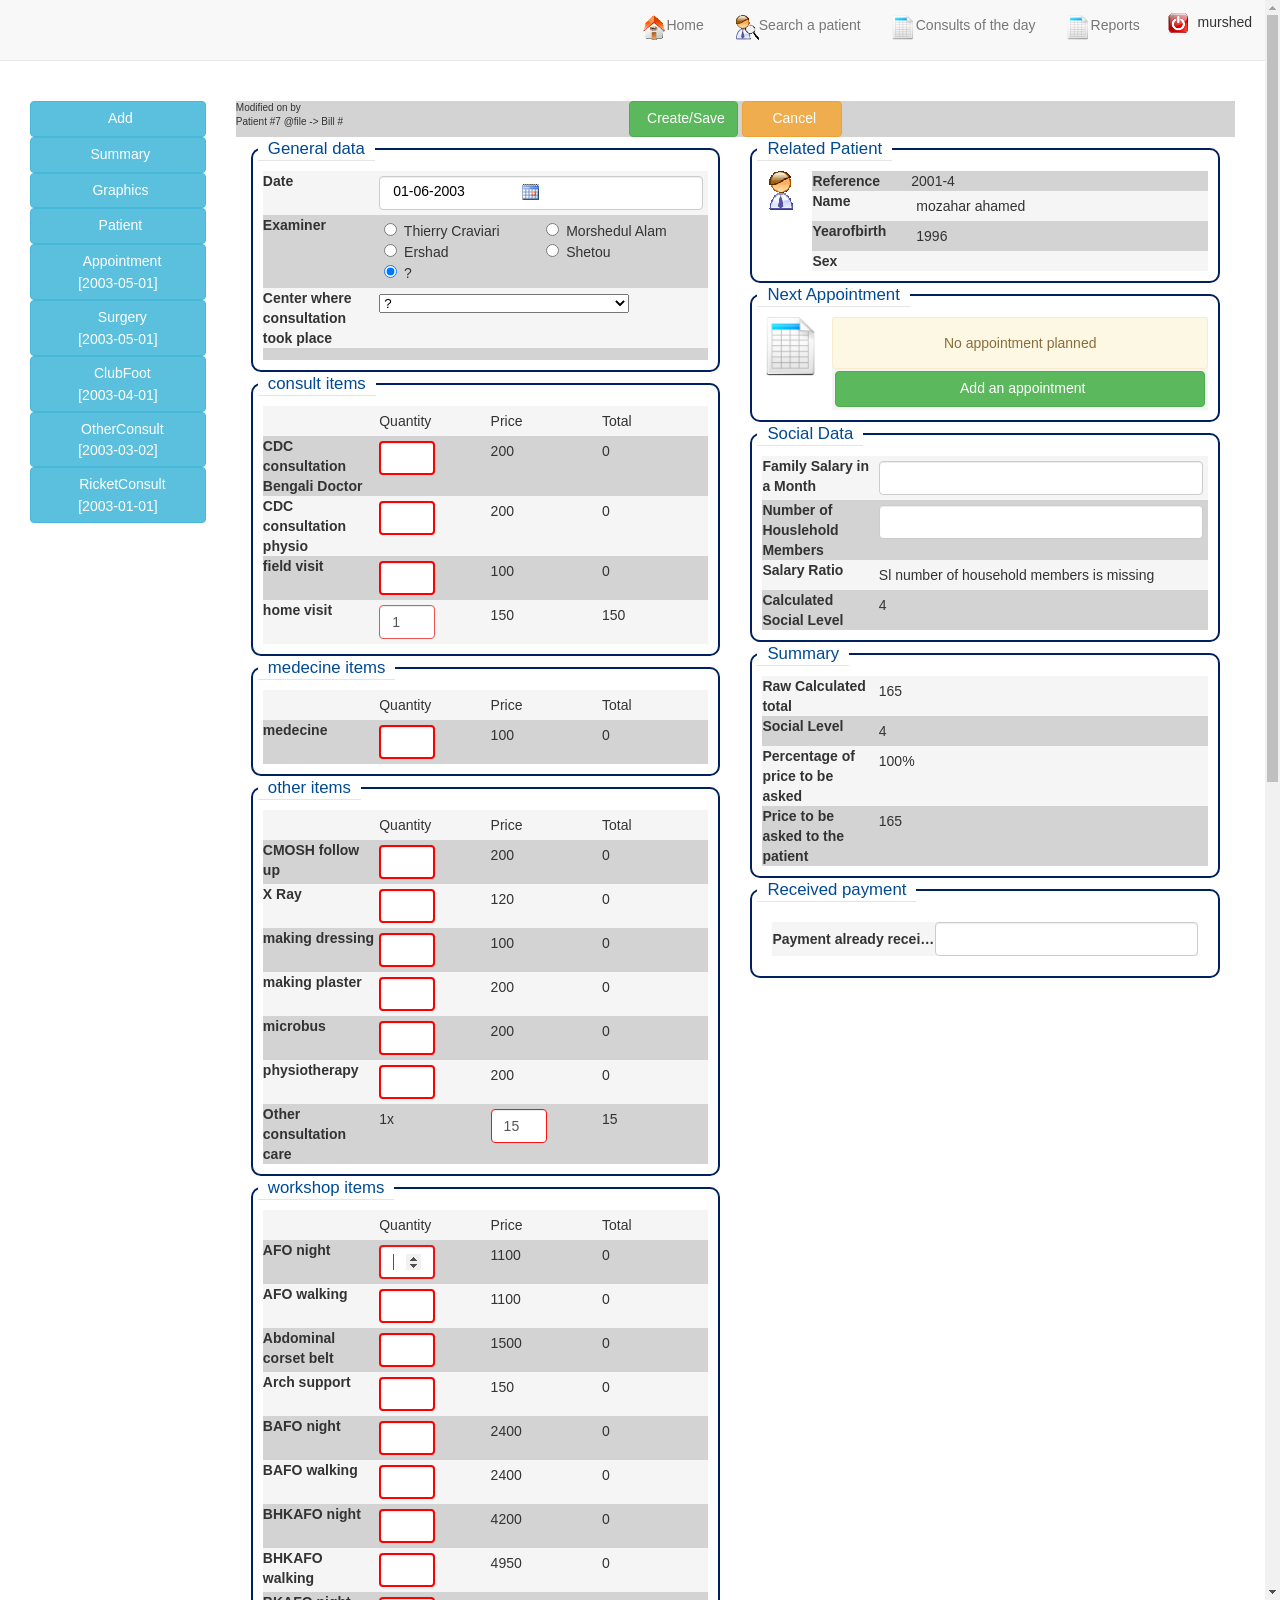 Home Search a patient Consults of the day Reports murshed
Add
Summary
Graphics
Patient
Appointment
[2003-05-01]
Surgery
[2003-05-01]
ClubFoot
[2003-04-01]
OtherConsult
[2003-03-02]
RicketConsult
[2003-01-01]
Modified on by
Patient #7 @file -> Bill #
Create/Save Cancel
General data
Date 01-06-2003
Examiner Thierry Craviari Morshedul Alam
Ershad Shetou
?
Center where
consultation
took place
?
consult items
Quantity Price Total
CDC
consultation
Bengali Doctor
200 0
CDC
consultation
physio
200 0
field visit 100 0
home visit 1 150 150
medecine items
Quantity Price Total
medecine 100 0
other items
Quantity Price Total
CMOSH follow
up
200 0
X Ray 120 0
making dressing 100 0
making plaster 200 0
microbus 200 0
physiotherapy 200 0
Other
consultation
care
1x 15 15
workshop items
Quantity Price Total
AFO night 1100 0
AFO walking 1100 0
Abdominal
corset belt
1500 0
Arch support 150 0
BAFO night 2400 0
BAFO walking 2400 0
BHKAFO night 4200 0
BHKAFO
walking
4950 0
BKAFO night
Related Patient
Reference 2001-4
Name mozahar ahamed
Yearofbirth 1996
Sex
Next Appointment
No appointment planned
Add an appointment
Social Data
Family Salary in
a Month
Number of
Houslehold
Members
Salary Ratio Sl number of household members is missing
Calculated
Social Level
4
Summary
Raw Calculated
total
165
Social Level 4
Percentage of
price to be
asked
100%
Price to be
asked to the
patient
165
Received payment
Payment already recei…